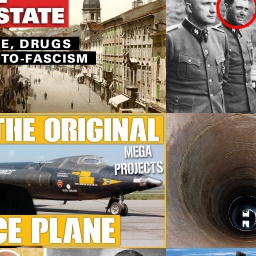 STATE
E, DRUGS
TO-FASCISM
THE ORIGINAL
MEGA
PROJECTS
CE PLANE